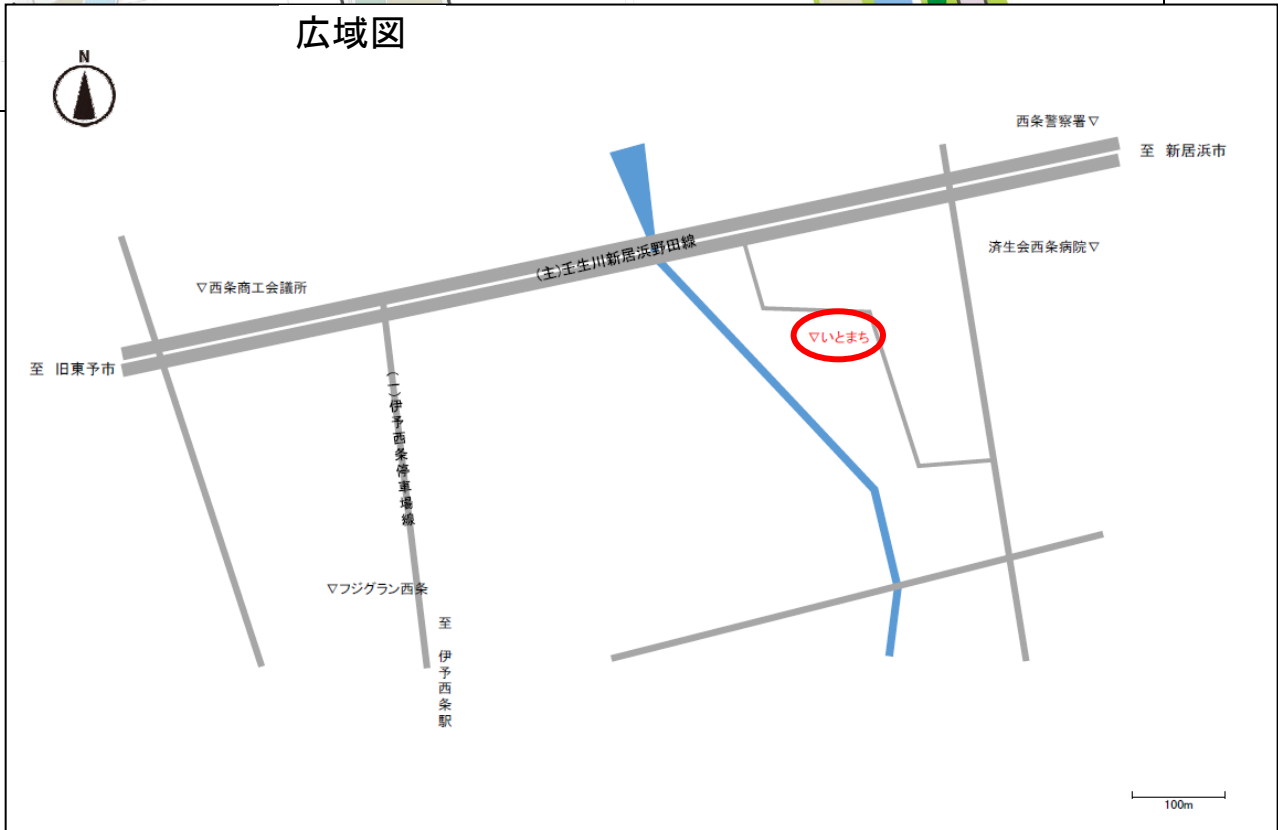 広域図
N
西条警察署▽
至 新居浜市
済生会西条病院▽
(主)壬生川新居浜野田線
▽西条商工会議所
▽いとまち
至 旧東予市
(一)伊予西条停車場線
▽フジグラン西条
至 伊予西条駅
100m